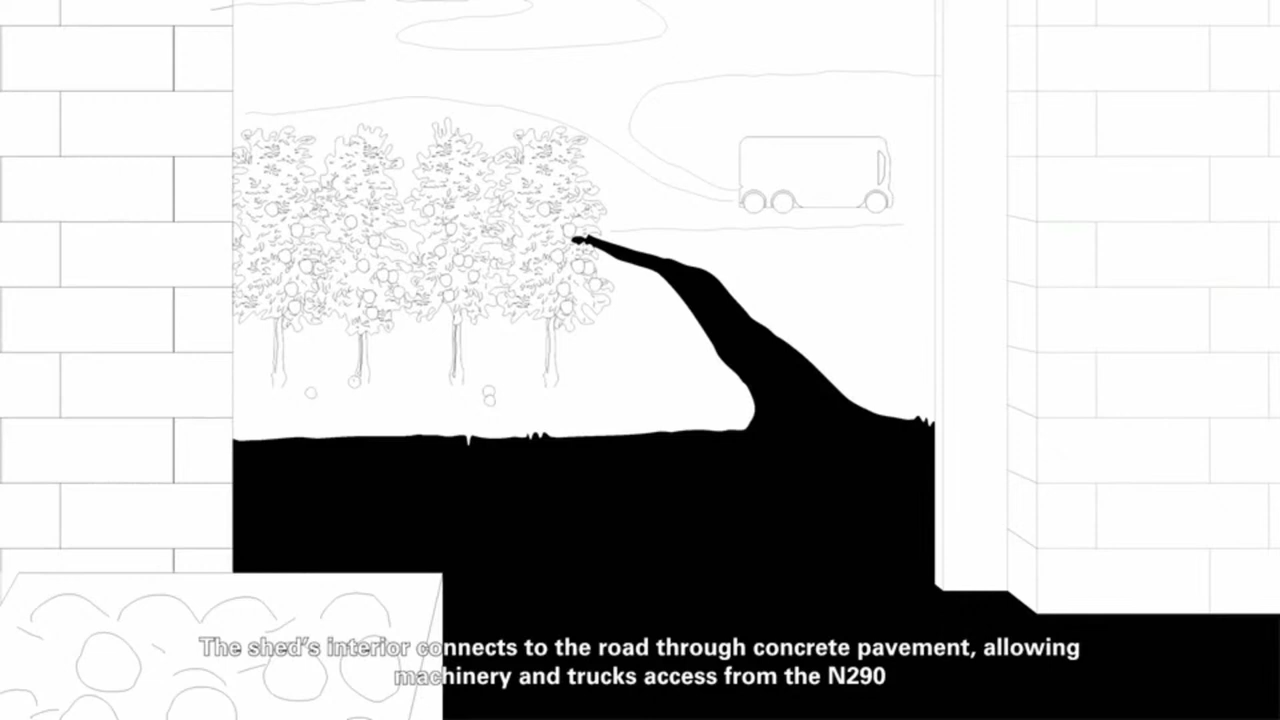 The shed's interior connects to the road through concrete pavement, allowing
machinery and trucks access from the N290